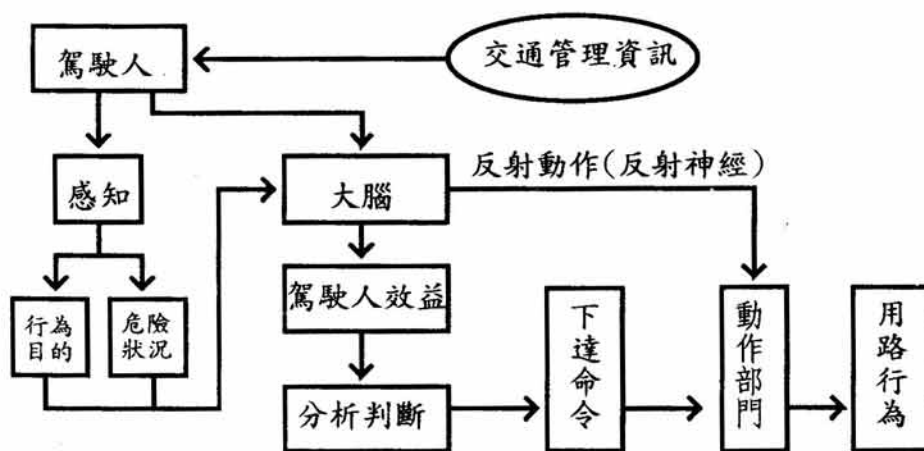 駕駛人
交通管理資訊
感知
大腦
反射動作(反射神經)
行為
目的
危險
狀況
駕駛人效益
分析判斷
下達命令
動作部門
用路行為